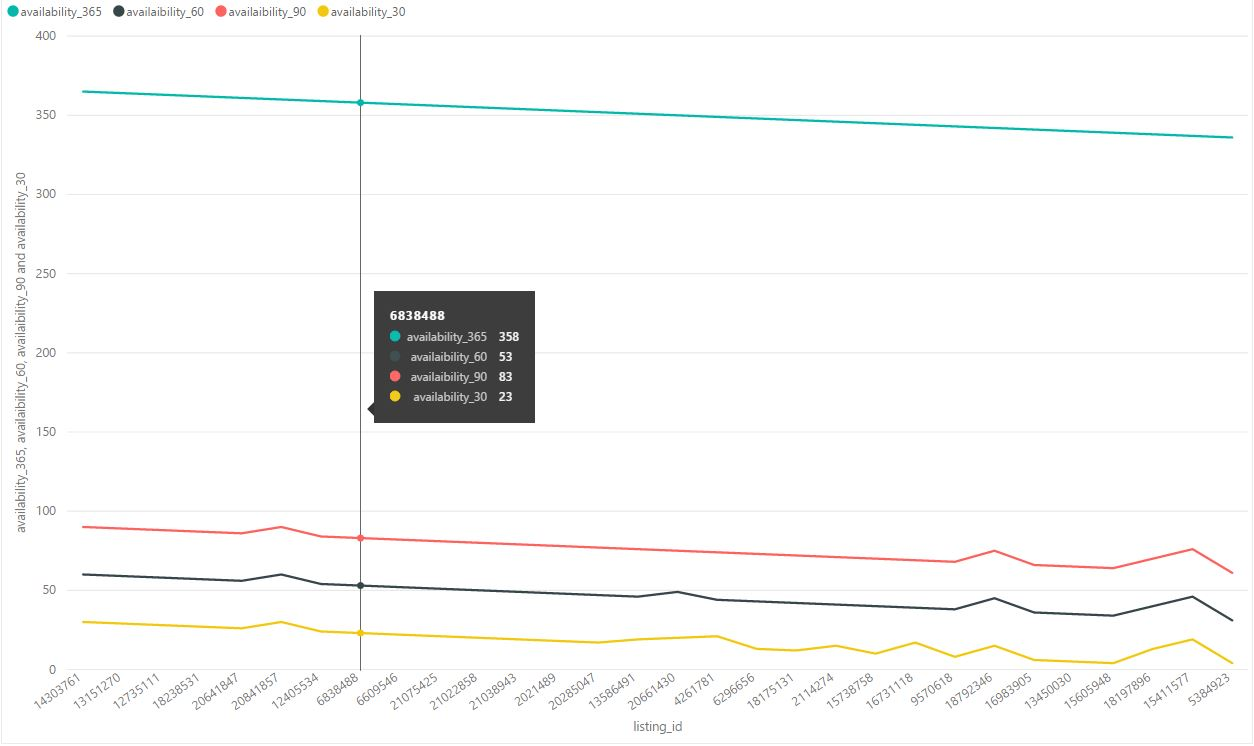 availability_365 availaibility_60 availaibility_90 availability_30
400
350
300
250
200
150
100
50
0
availability_365, availaibility_60, availaibility_90 and availability_30
6838488
availability_365 358
availaibility_60 53
availaibility_90 83
availability_30 23
14303761 13151270 12735111 18238531 20641847 20841857 12405534 6838488 6609546 21075425 21022858 21038943 2021489 20285047 13586491 20661430 4261781 6296656 18175131 2114274 15738758 16731118 9570618 18792346 16983905 13450030 15605948 18197896 15411577 5384923
listing_id